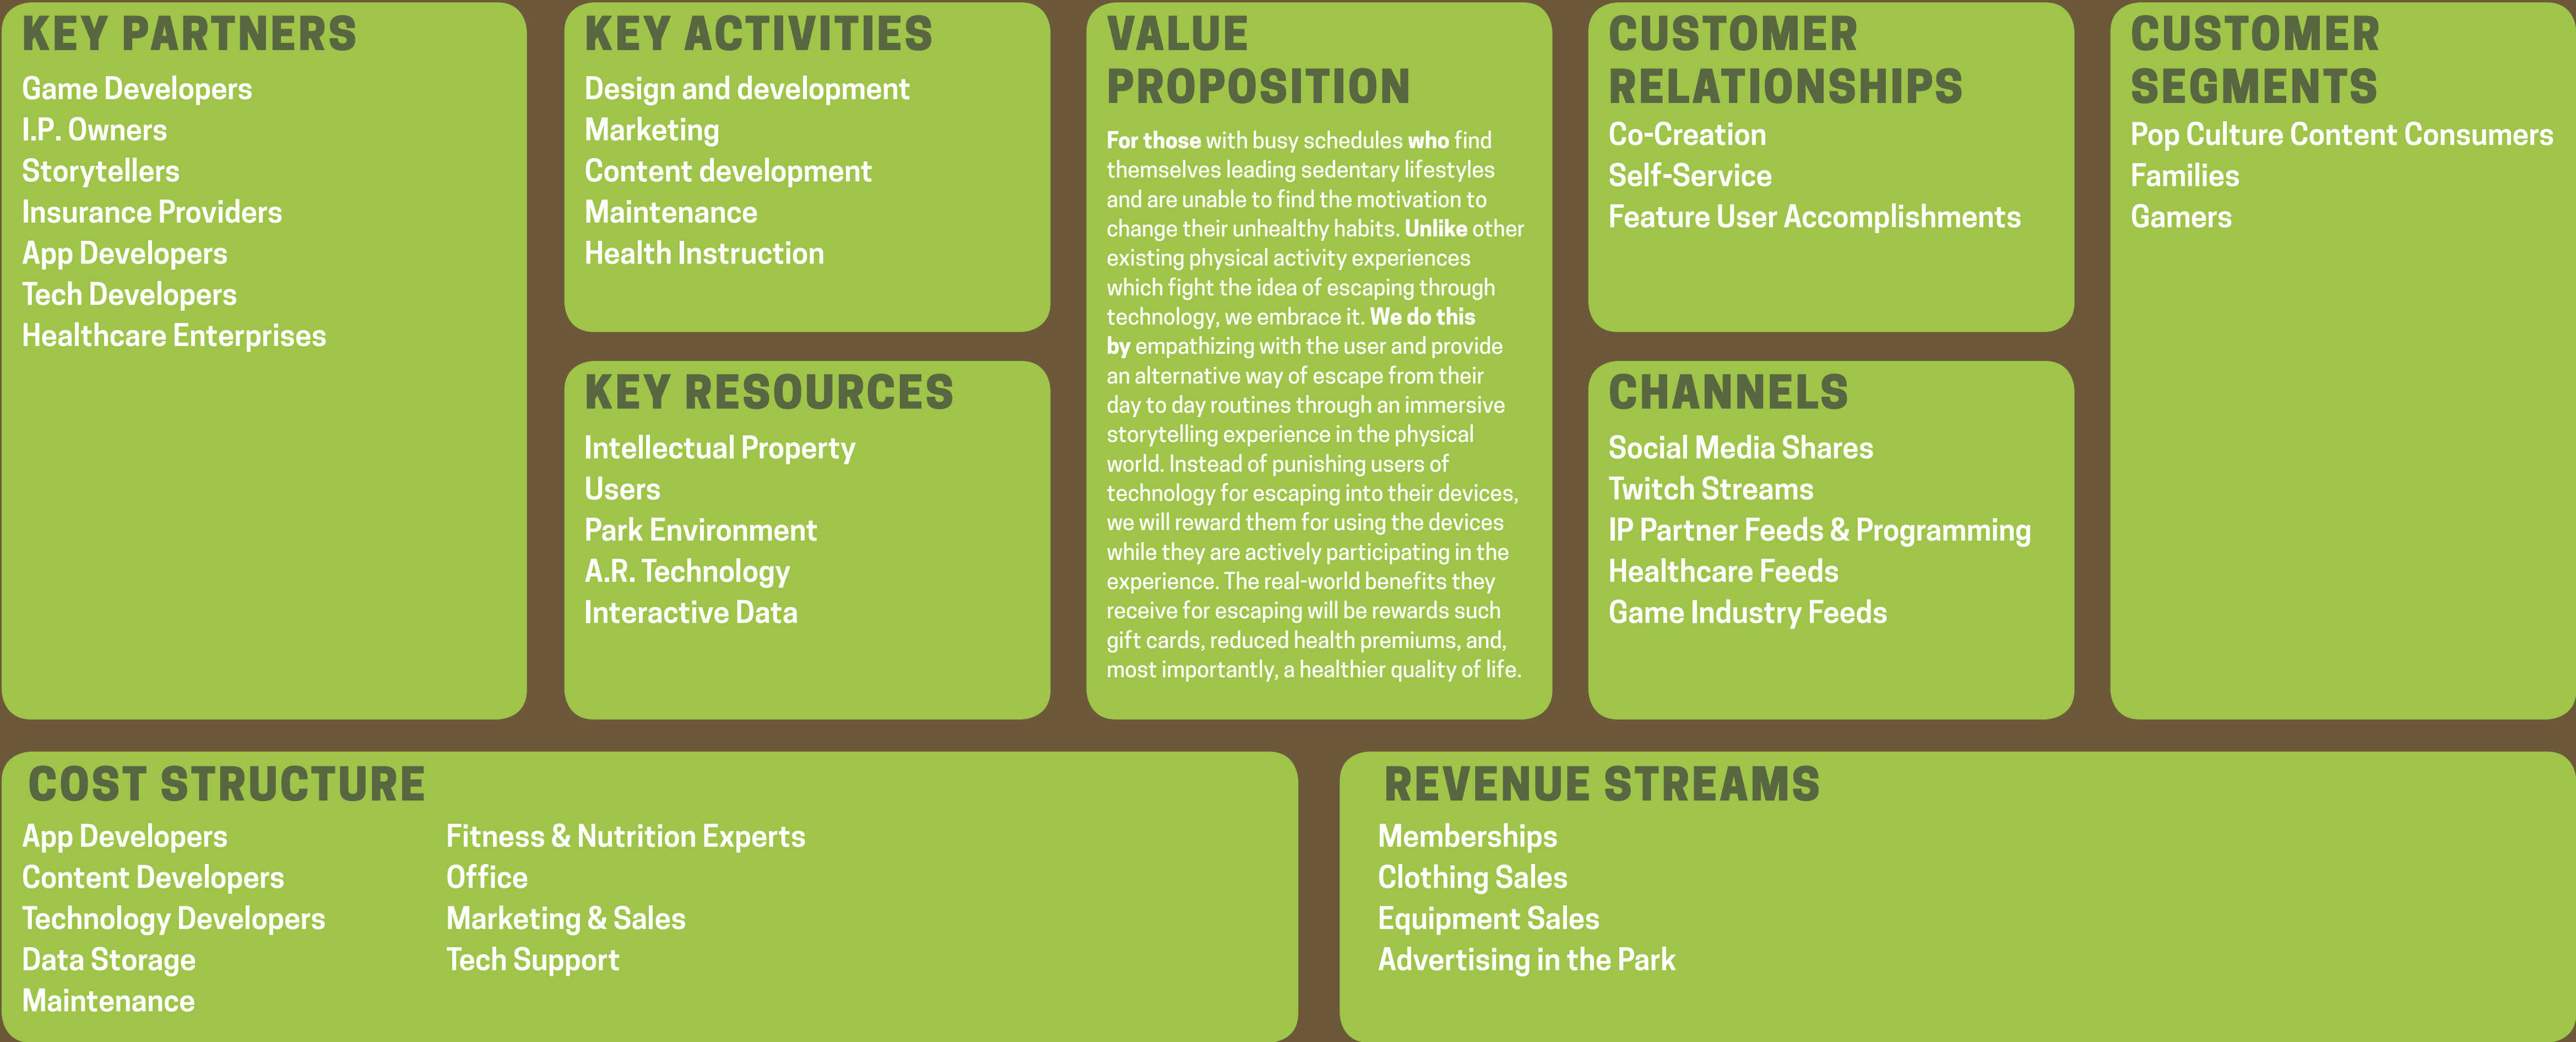 KEY PARTNERS
Game Developers
I.P. Owners
Storytellers
Insurance Providers
App Developers
Tech Developers
Healthcare Enterprises
KEY ACTIVITIES
Design and development
Marketing
Content development
Maintenance
Health Instruction
KEY RESOURCES
Intellectual Property
Users
Park Environment
A.R. Technology
Interactive Data
VALUE
PROPOSITION
For those with busy schedules who find
themselves leading sedentary lifestyles
and are unable to find the motivation to
change their unhealthy habits. Unlike other
existing physical activity experiences
which fight the idea of escaping through
technology, we embrace it. We do this
by empathizing with the user and provide
an alternative way of escape from their
day to day routines through an immersive
storytelling experience in the physical
world. Instead of punishing users of
technology for escaping into their devices,
we will reward them for using the devices
while they are actively participating in the
experience. The real-world benefits they
receive for escaping will be rewards such
gift cards, reduced health premiums, and,
most importantly, a healthier quality of life.
CUSTOMER
RELATIONSHIPS
Co-Creation
Self-Service
Feature User Accomplishments
CHANNELS
Social Media Shares
Twitch Streams
IP Partner Feeds & Programming
Healthcare Feeds
Game Industry Feeds
CUSTOMER
SEGMENTS
Pop Culture Content Consumers
Families
Gamers
COST STRUCTURE
App Developers
Content Developers
Technology Developers
Data Storage
Maintenance
Fitness & Nutrition Experts
Office
Marketing & Sales
Tech Support
REVENUE STREAMS
Memberships
Clothing Sales
Equipment Sales
Advertising in the Park